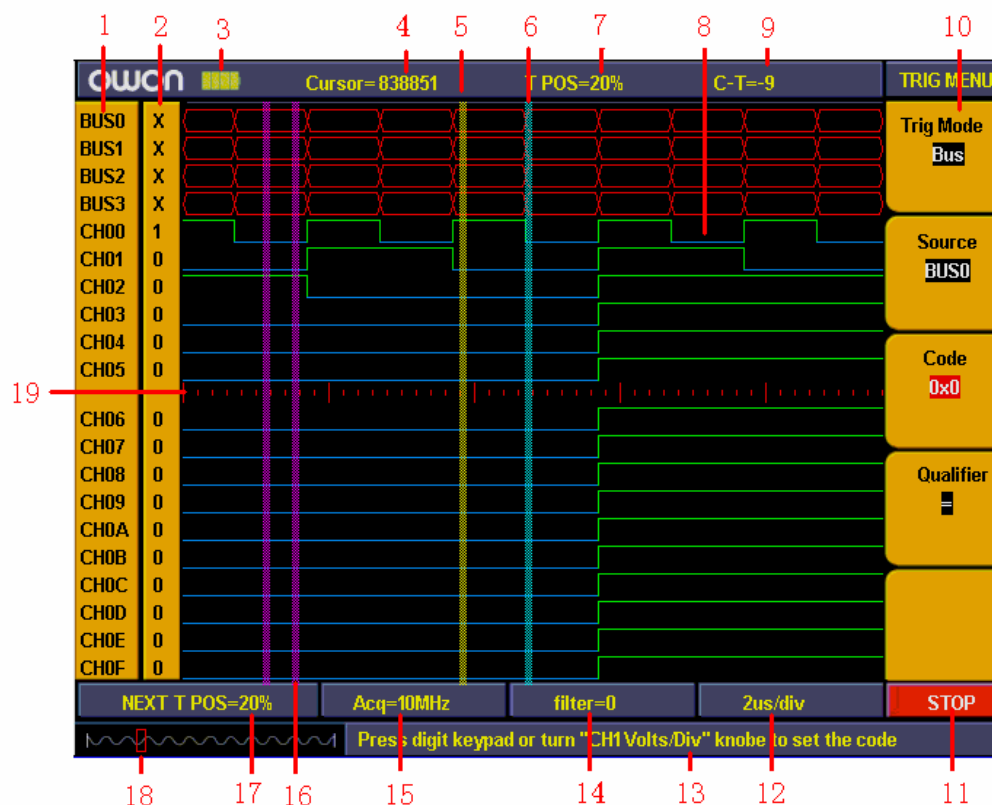 1 2 3 4 5 6 7 8 9 10
owon Cursor=838851 T POS=20% C-T=-9 TRIG MENU
BUS0 X
BUS1 X
BUS2 X
BUS3 X
CH00 1
CH01 0
CH02 0
CH03 0
CH04 0
CH05 0
19
CH06 0
CH07 0
CH08 0
CH09 0
CH0A 0
CH0B 0
CH0C 0
CH0D 0
CH0E 0
CH0F 0
Trig Mode
Bus
Source
BUS0
Code
0x0
Qualifier
=
NEXT T POS=20% Acq=10MHz filter=0 2us/div STOP
Press digit keypad or turn "CH1 Volts/Div" knobe to set the code
18 17 16 15 14 13 12 11